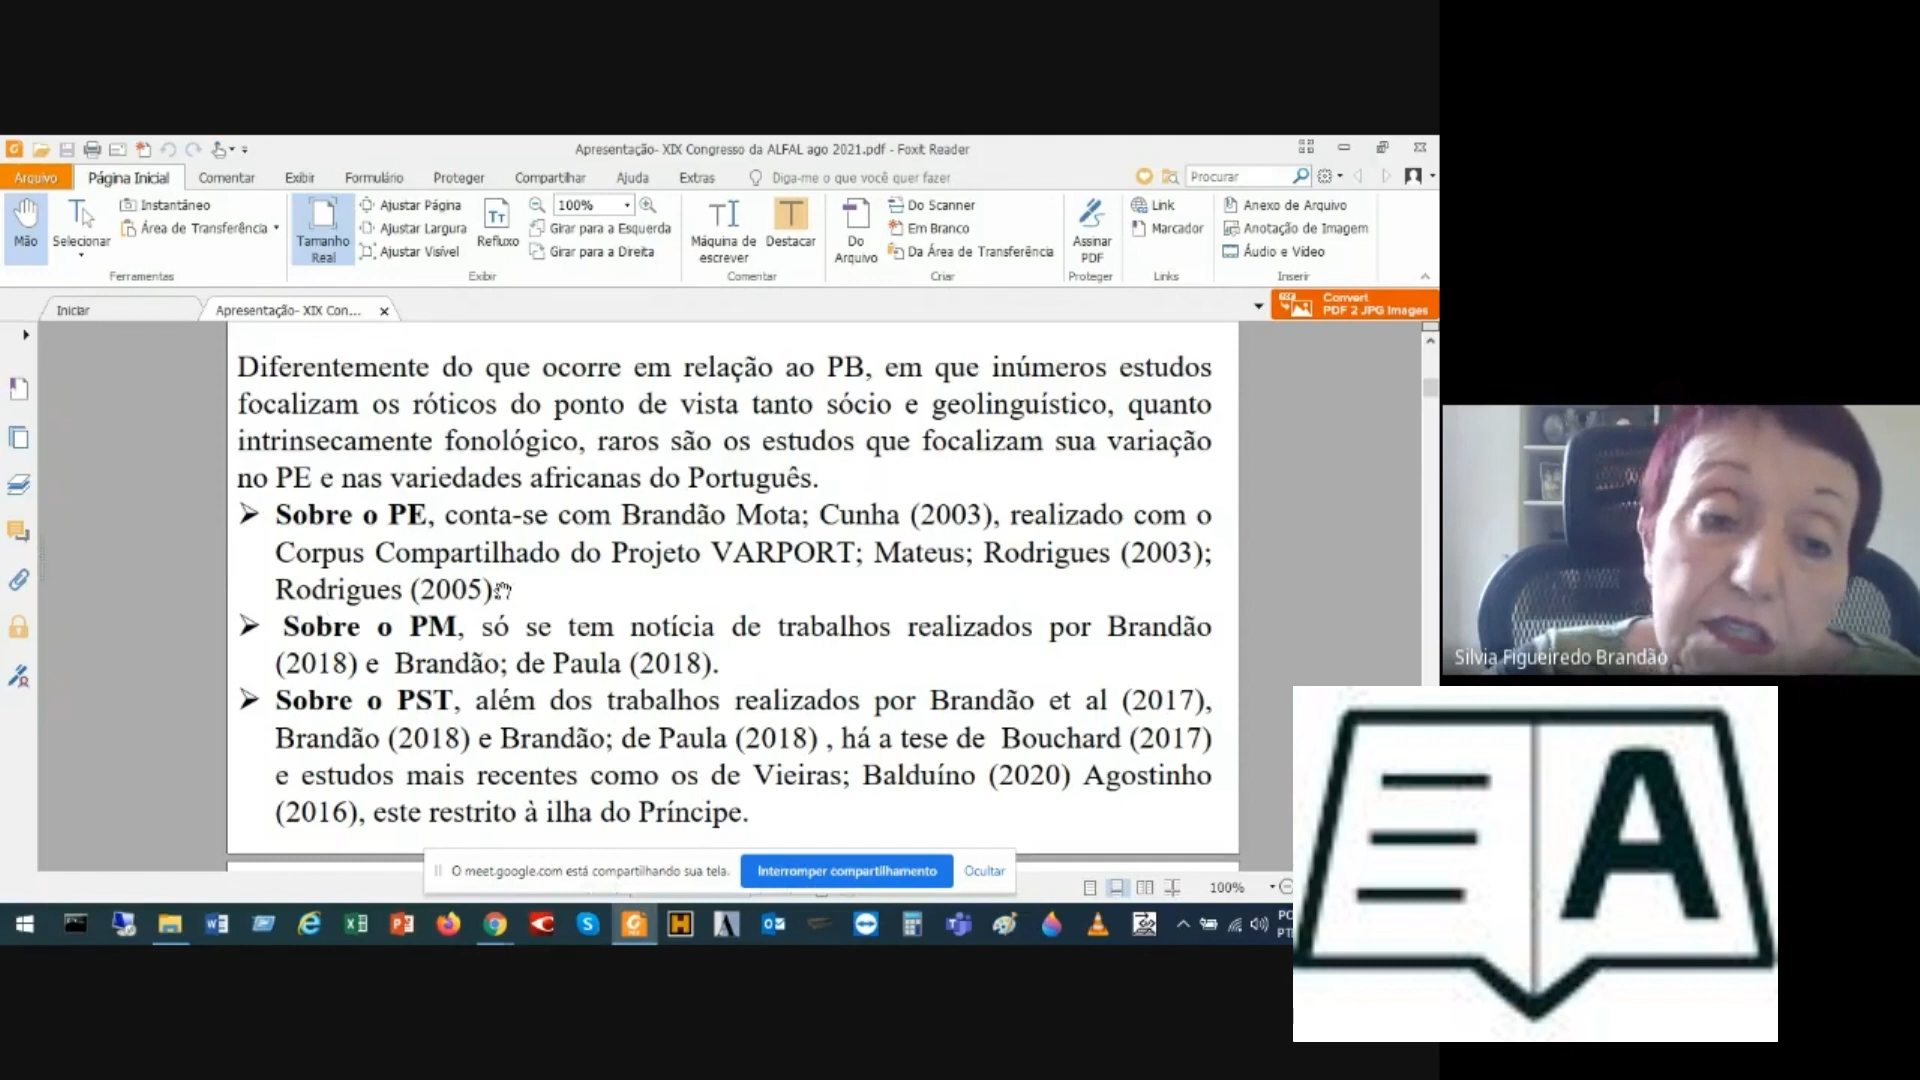 Apresentação- XIX Congresso da ALFAL ago 2021.pdf - Foxit Reader
Arquivo Página Inicial Comentar Exibir Formulário Proteger Compartilhar Ajuda Extras Diga-me o que você quer fazer Procurar
Mão
Selecionar
Instantâneo
Área de Transferência
Ferramentas
Tamanho
Real
Ajustar Página
Ajustar Largura
Ajustar Visível
Refluxo
100%
Girar para a Esquerda
Girar para a Direita
Exibir
Máquina de
escrever
Destacar
Comentar
Do
Arquivo
Do Scanner
Em Branco
Da Área de Transferência
Criar
Assinar
PDF
Proteger
Link
Marcador
Links
Anexo de Arquivo
Anotação de Imagem
Áudio e Vídeo
Inserir
Iniciar
Apresentação- XIX Con...
Convert
PDF 2 JPG Images
Diferentemente do que ocorre em relação ao PB, em que inúmeros estudos
focalizam os róticos do ponto de vista tanto sócio e geolinguístico, quanto
intrinsecamente fonológico, raros são os estudos que focalizam sua variação
no PE e nas variedades africanas do Português.
➢ Sobre o PE, conta-se com Brandão Mota; Cunha (2003), realizado com o
Corpus Compartilhado do Projeto VARPORT; Mateus; Rodrigues (2003);
Rodrigues (2005)
➢ Sobre o PM, só se tem notícia de trabalhos realizados por Brandão
(2018) e Brandão; de Paula (2018).
➢ Sobre o PST, além dos trabalhos realizados por Brandão et al (2017),
Brandão (2018) e Brandão; de Paula (2018) , há a tese de Bouchard (2017)
e estudos mais recentes como os de Vieiras; Balduíno (2020) Agostinho
(2016), este restrito à ilha do Príncipe.
O meet.google.com está compartilhando sua tela. Interromper compartilhamento Ocultar
100%
Silvia Figueiredo Brandão
A